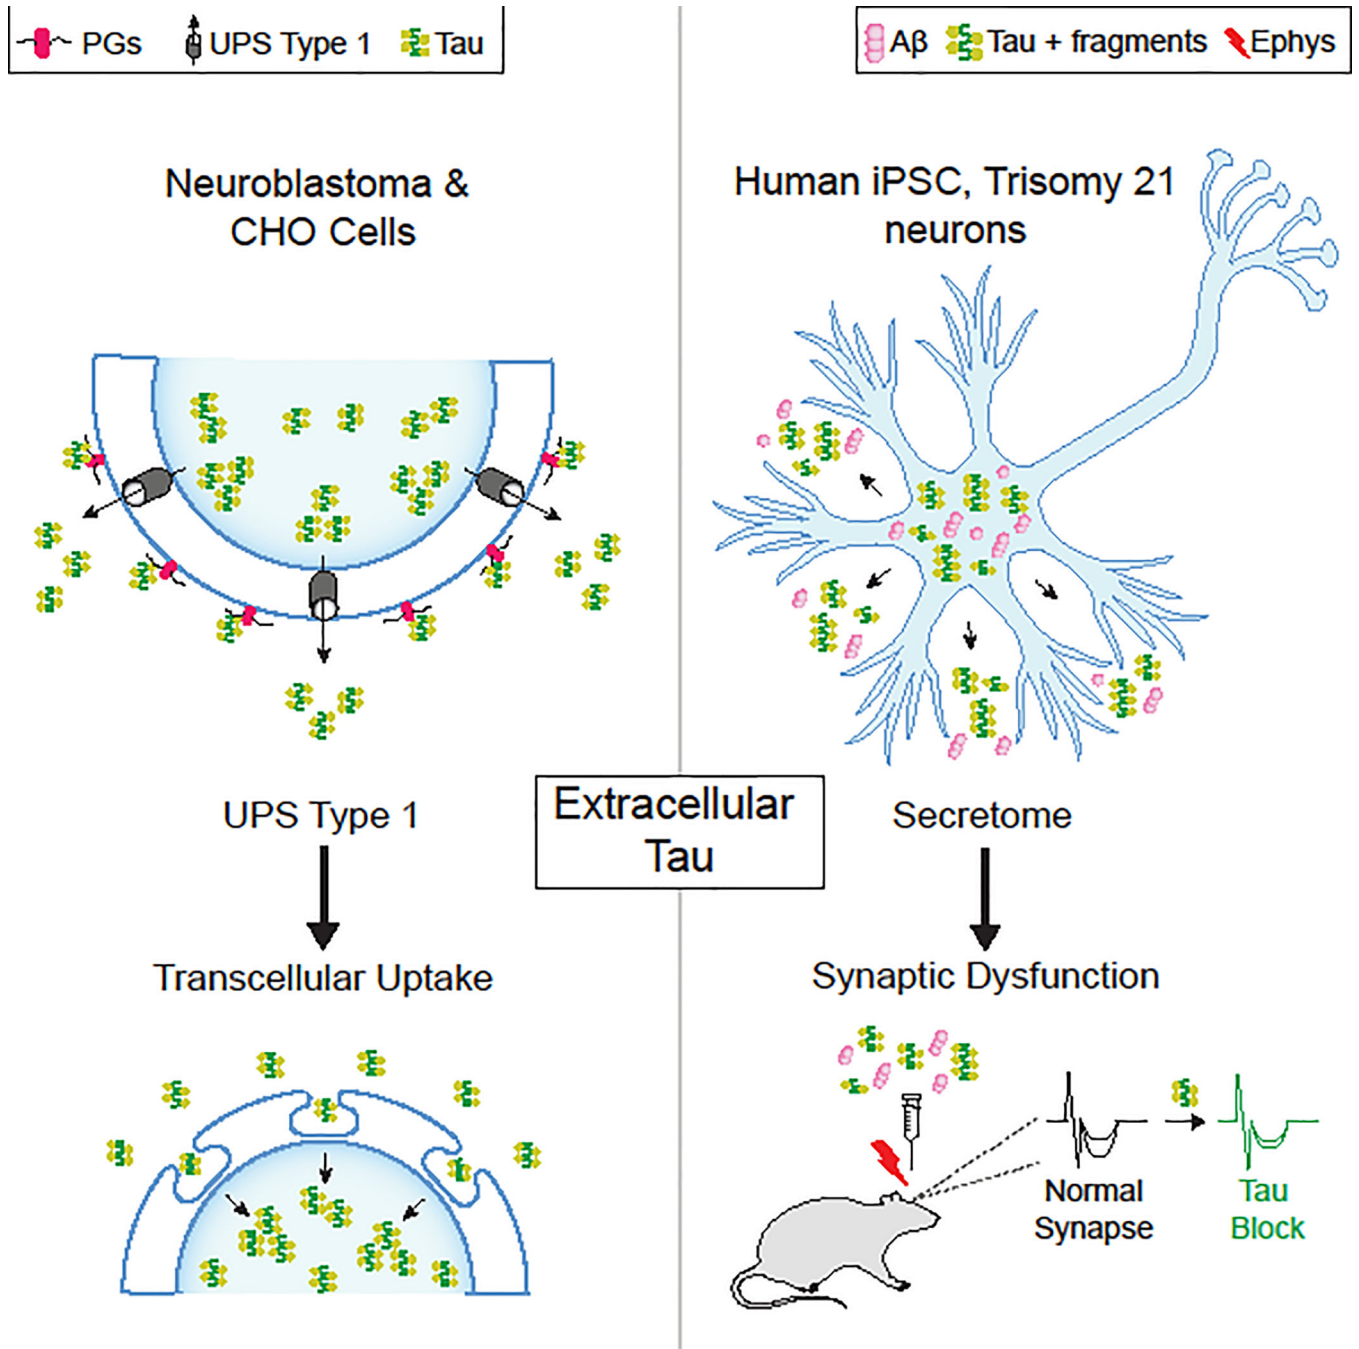 PGs UPS Type 1 Tau
Aβ Tau + fragments Ephys
Neuroblastoma &
CHO Cells
Human iPSC, Trisomy 21
neurons
UPS Type 1
Extracellular
Tau
Secretome
Transcellular Uptake
Synaptic Dysfunction
Normal
Synapse
Tau
Block